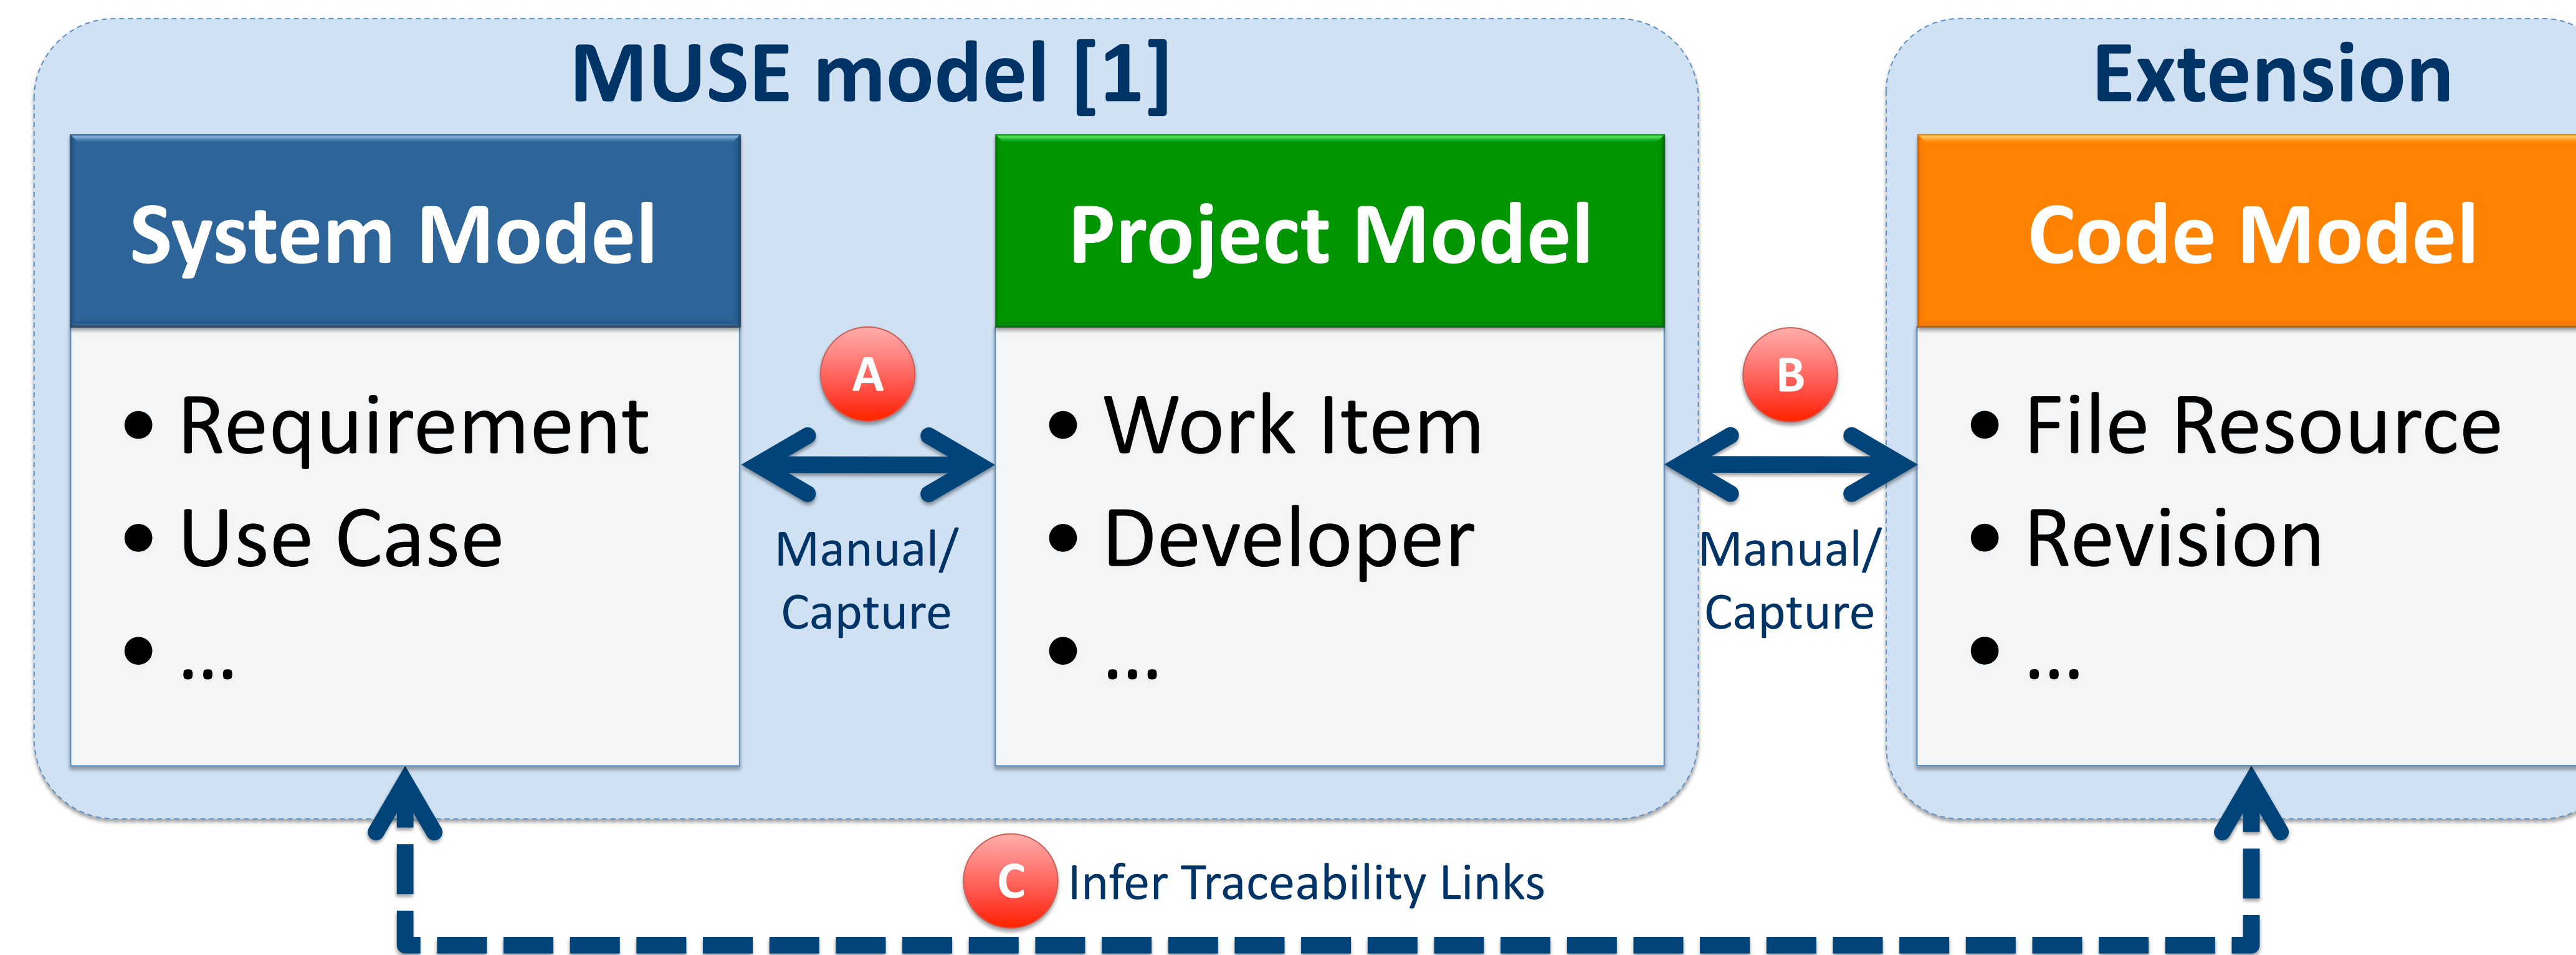 MUSE model [1]
Extension
System Model
Project Model
Code Model
• Requirement
• Use Case
• ...
A
Manual/
Capture
• Work Item
• Developer
• ...
B
Manual/
Capture
• File Resource
• Revision
• ...
C Infer Traceability Links